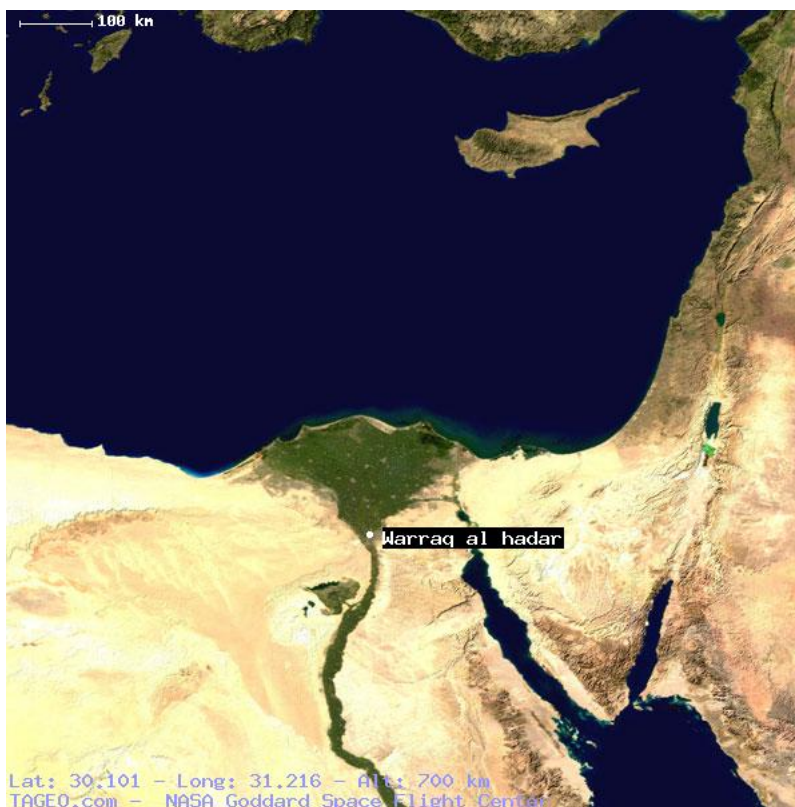 100 km
Warraq al hadar
Lat: 30.101 - Long: 31.216 - Alt: 700 km
TAGEO.com - NASA Goddard Space Flight Center